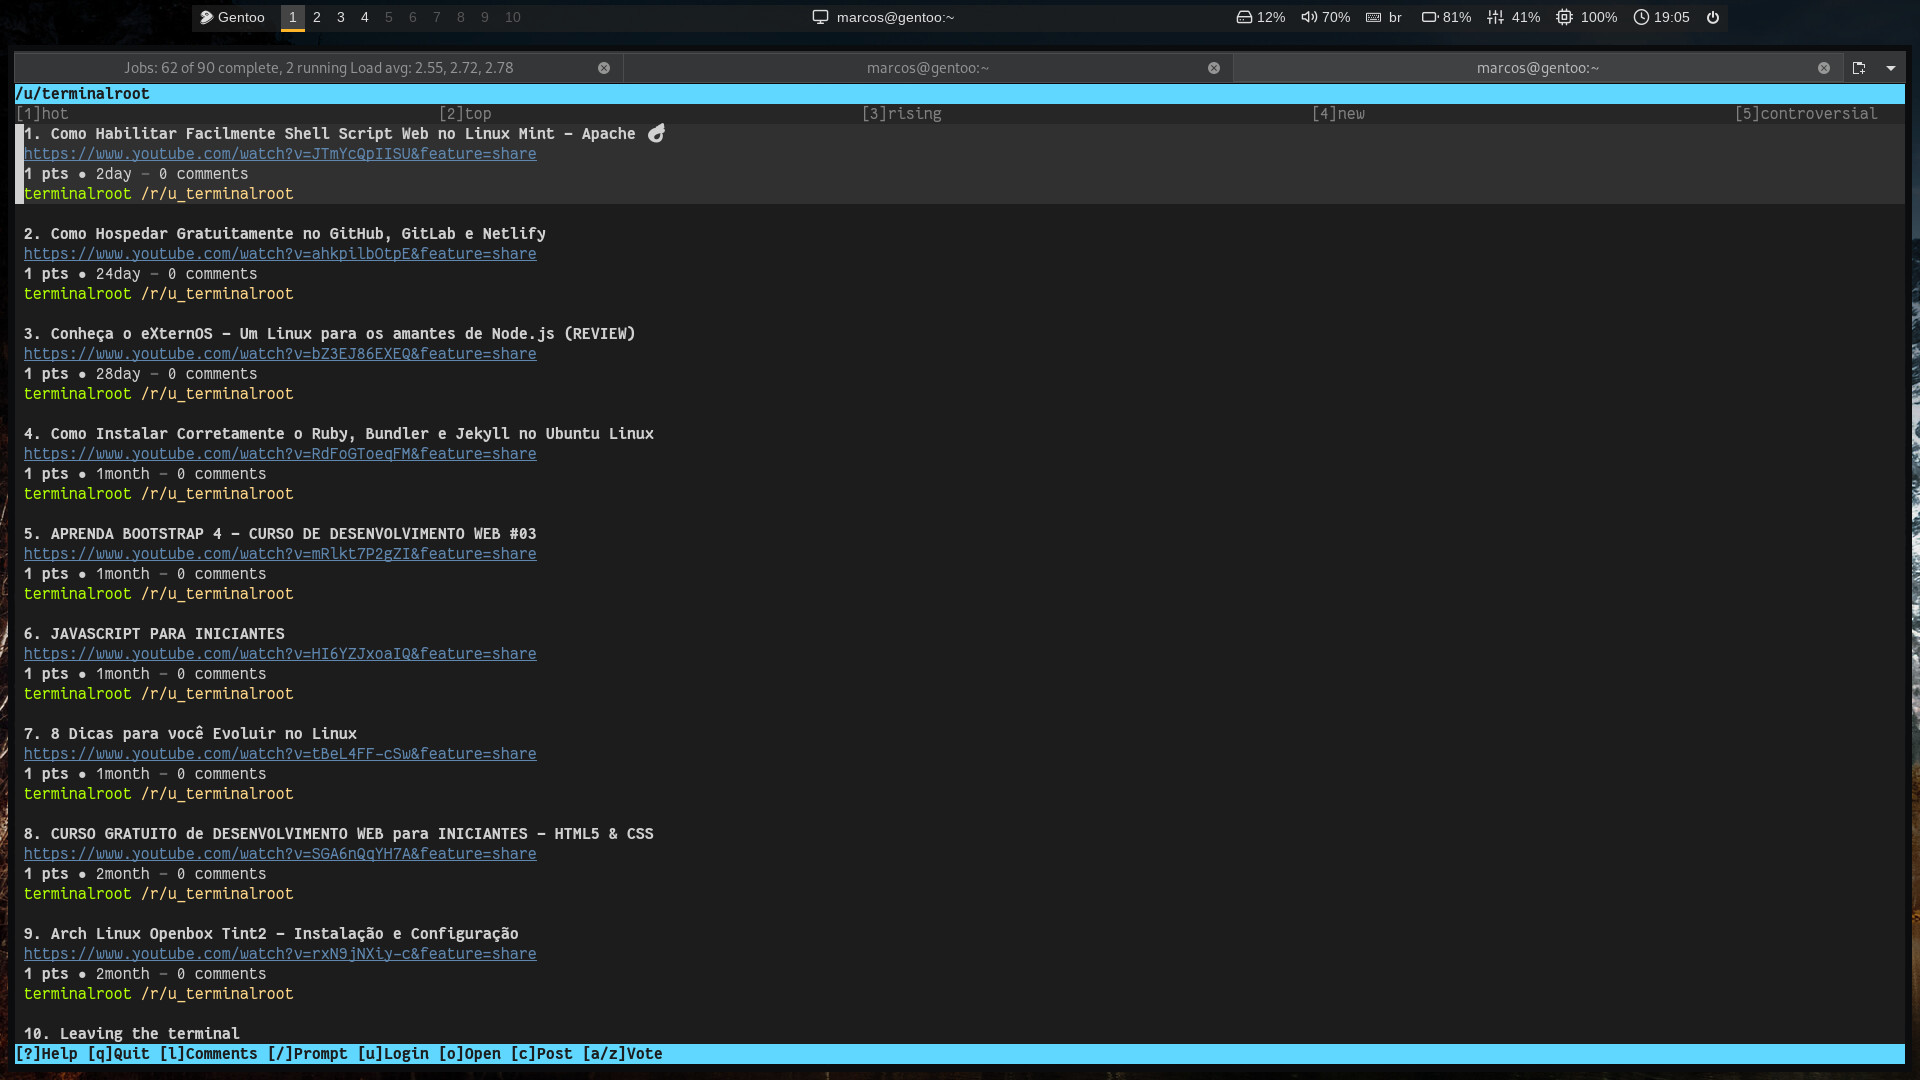 Gentoo 1 2 3 4 5 6 7 8 9 10 marcos@gentoo:~ 12% 70% br 81% 41% 100% 19:05
Jobs: 62 of 90 complete, 2 running Load avg: 2.55, 2.72, 2.78 marcos@gentoo:~ marcos@gentoo:~
/u/terminalroot
[1]hot [2]top [3]rising [4]new [5]controversial
1. Como Habilitar Facilmente Shell Script Web no Linux Mint - Apache
https://www.youtube.com/watch?v=JTmYcQpIISU&feature=share
1 pts • 2day - 0 comments
terminalroot /r/u_terminalroot
2. Como Hospedar Gratuitamente no GitHub, GitLab e Netlify
https://www.youtube.com/watch?v=ahkpilbOtpE&feature=share
1 pts • 24day - 0 comments
terminalroot /r/u_terminalroot
3. Conheça o eXternOS - Um Linux para os amantes de Node.js (REVIEW)
https://www.youtube.com/watch?v=bZ3EJ86EXEQ&feature=share
1 pts • 28day - 0 comments
terminalroot /r/u_terminalroot
4. Como Instalar Corretamente o Ruby, Bundler e Jekyll no Ubuntu Linux
https://www.youtube.com/watch?v=RdFoGToeqFM&feature=share
1 pts • 1month - 0 comments
terminalroot /r/u_terminalroot
5. APRENDA BOOTSTRAP 4 - CURSO DE DESENVOLVIMENTO WEB #03
https://www.youtube.com/watch?v=mRlkt7P2gZI&feature=share
1 pts • 1month - 0 comments
terminalroot /r/u_terminalroot
6. JAVASCRIPT PARA INICIANTES
https://www.youtube.com/watch?v=HI6YZJxoaIQ&feature=share
1 pts • 1month - 0 comments
terminalroot /r/u_terminalroot
7. 8 Dicas para você Evoluir no Linux
https://www.youtube.com/watch?v=tBeL4FF-cSw&feature=share
1 pts • 1month - 0 comments
terminalroot /r/u_terminalroot
8. CURSO GRATUITO de DESENVOLVIMENTO WEB para INICIANTES - HTML5 & CSS
https://www.youtube.com/watch?v=SGA6nQqYH7A&feature=share
1 pts • 2month - 0 comments
terminalroot /r/u_terminalroot
9. Arch Linux Openbox Tint2 - Instalação e Configuração
https://www.youtube.com/watch?v=rxN9jNXiy-c&feature=share
1 pts • 2month - 0 comments
terminalroot /r/u_terminalroot
10. Leaving the terminal
[?]Help [q]Quit [l]Comments [/]Prompt [u]Login [o]Open [c]Post [a/z]Vote